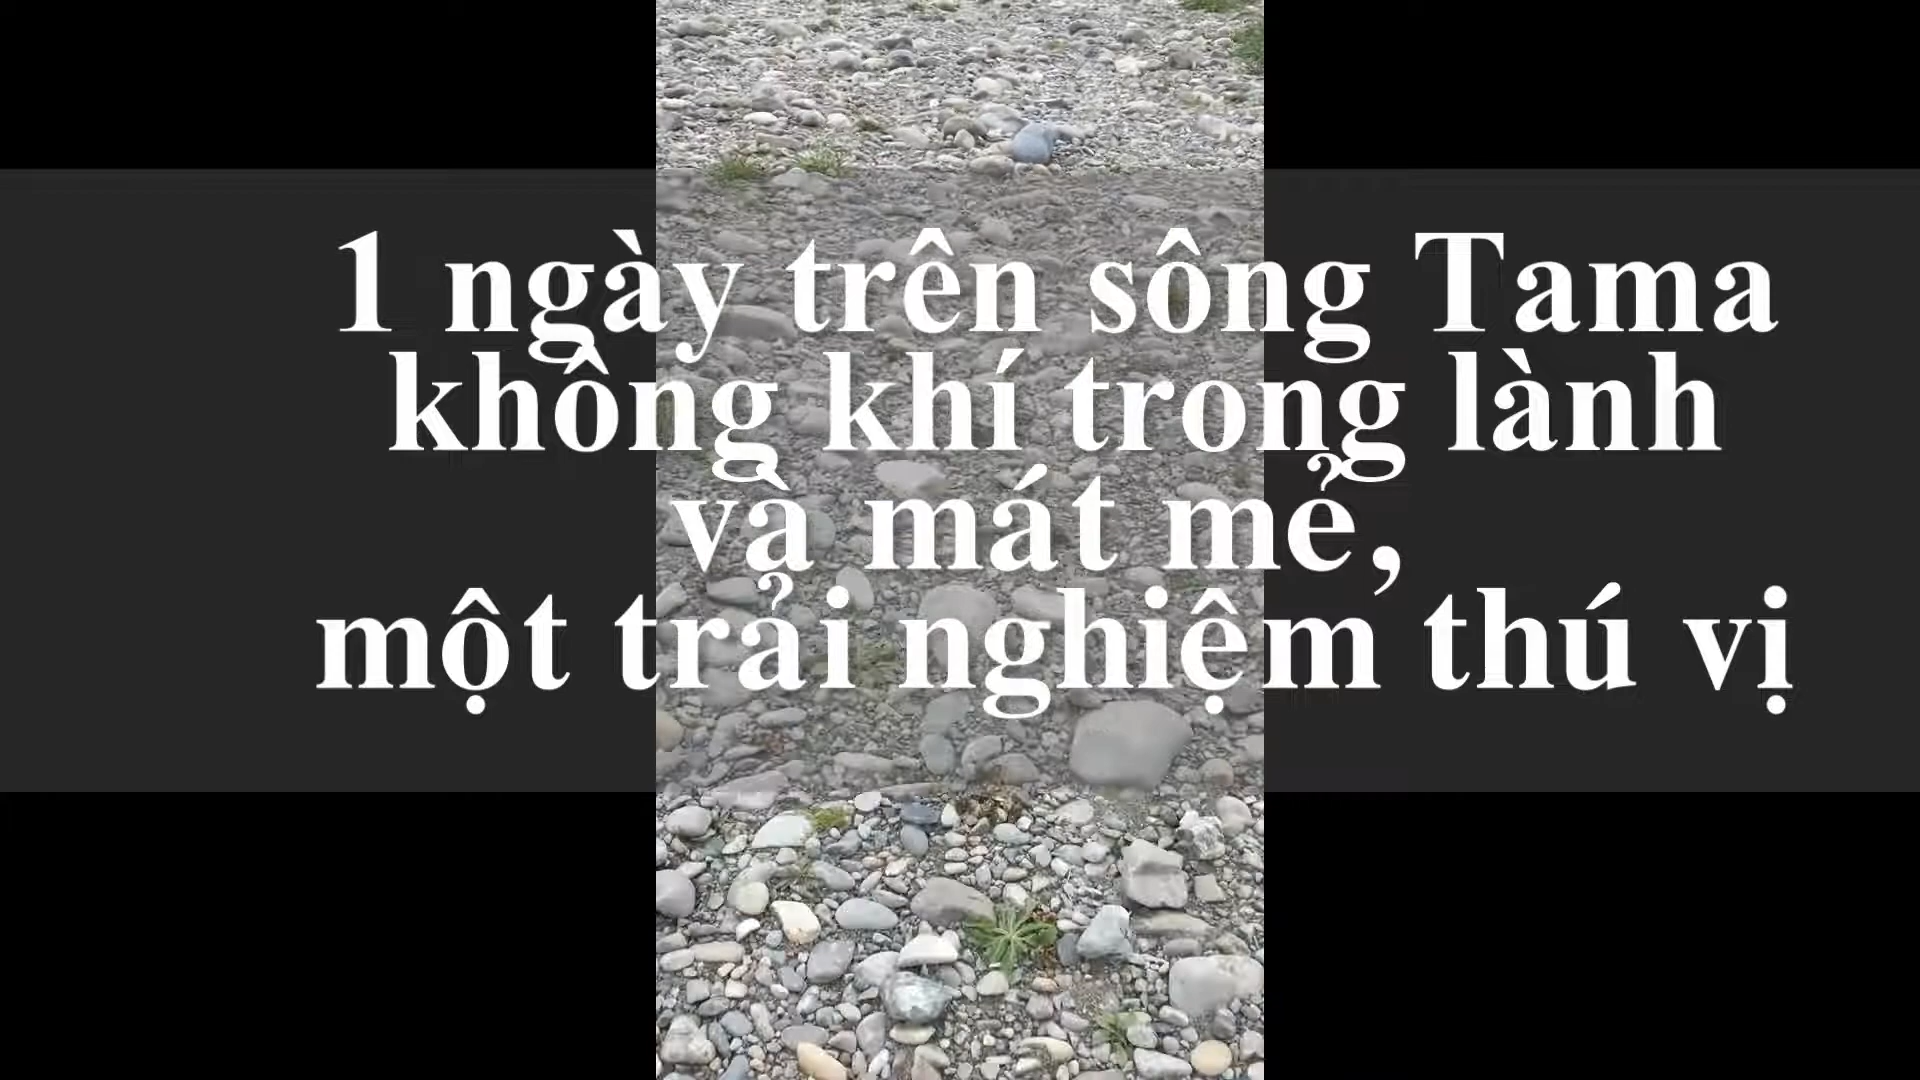 1 ngày trên sông Tama
không khí trong lành
và mát mẻ,
một trải nghiệm thú vị